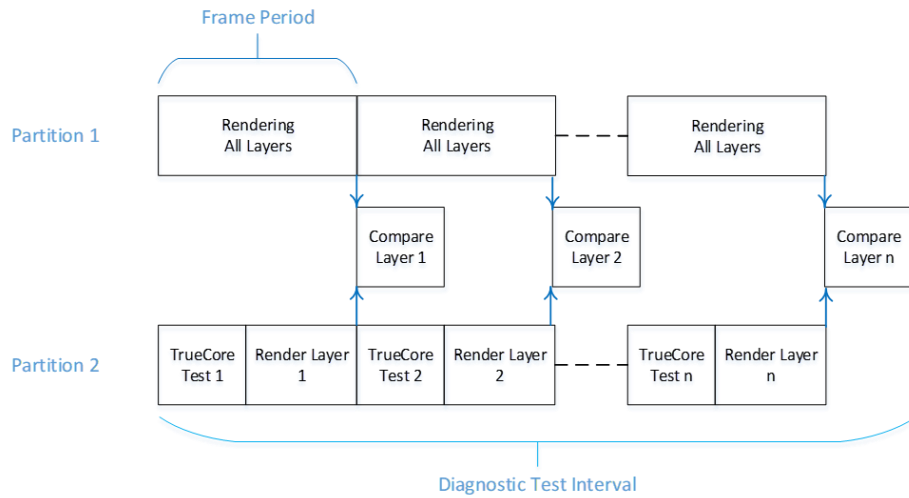 Frame Period
Partition 1
Rendering
All Layers
Rendering
All Layers
Rendering
All Layers
Compare
Layer 1
Compare
Layer 2
Compare
Layer n
Partition 2
TrueCore
Test 1
Render Layer
1
TrueCore
Test 2
Render Layer
2
TrueCore
Test n
Render Layer
n
Diagnostic Test Interval